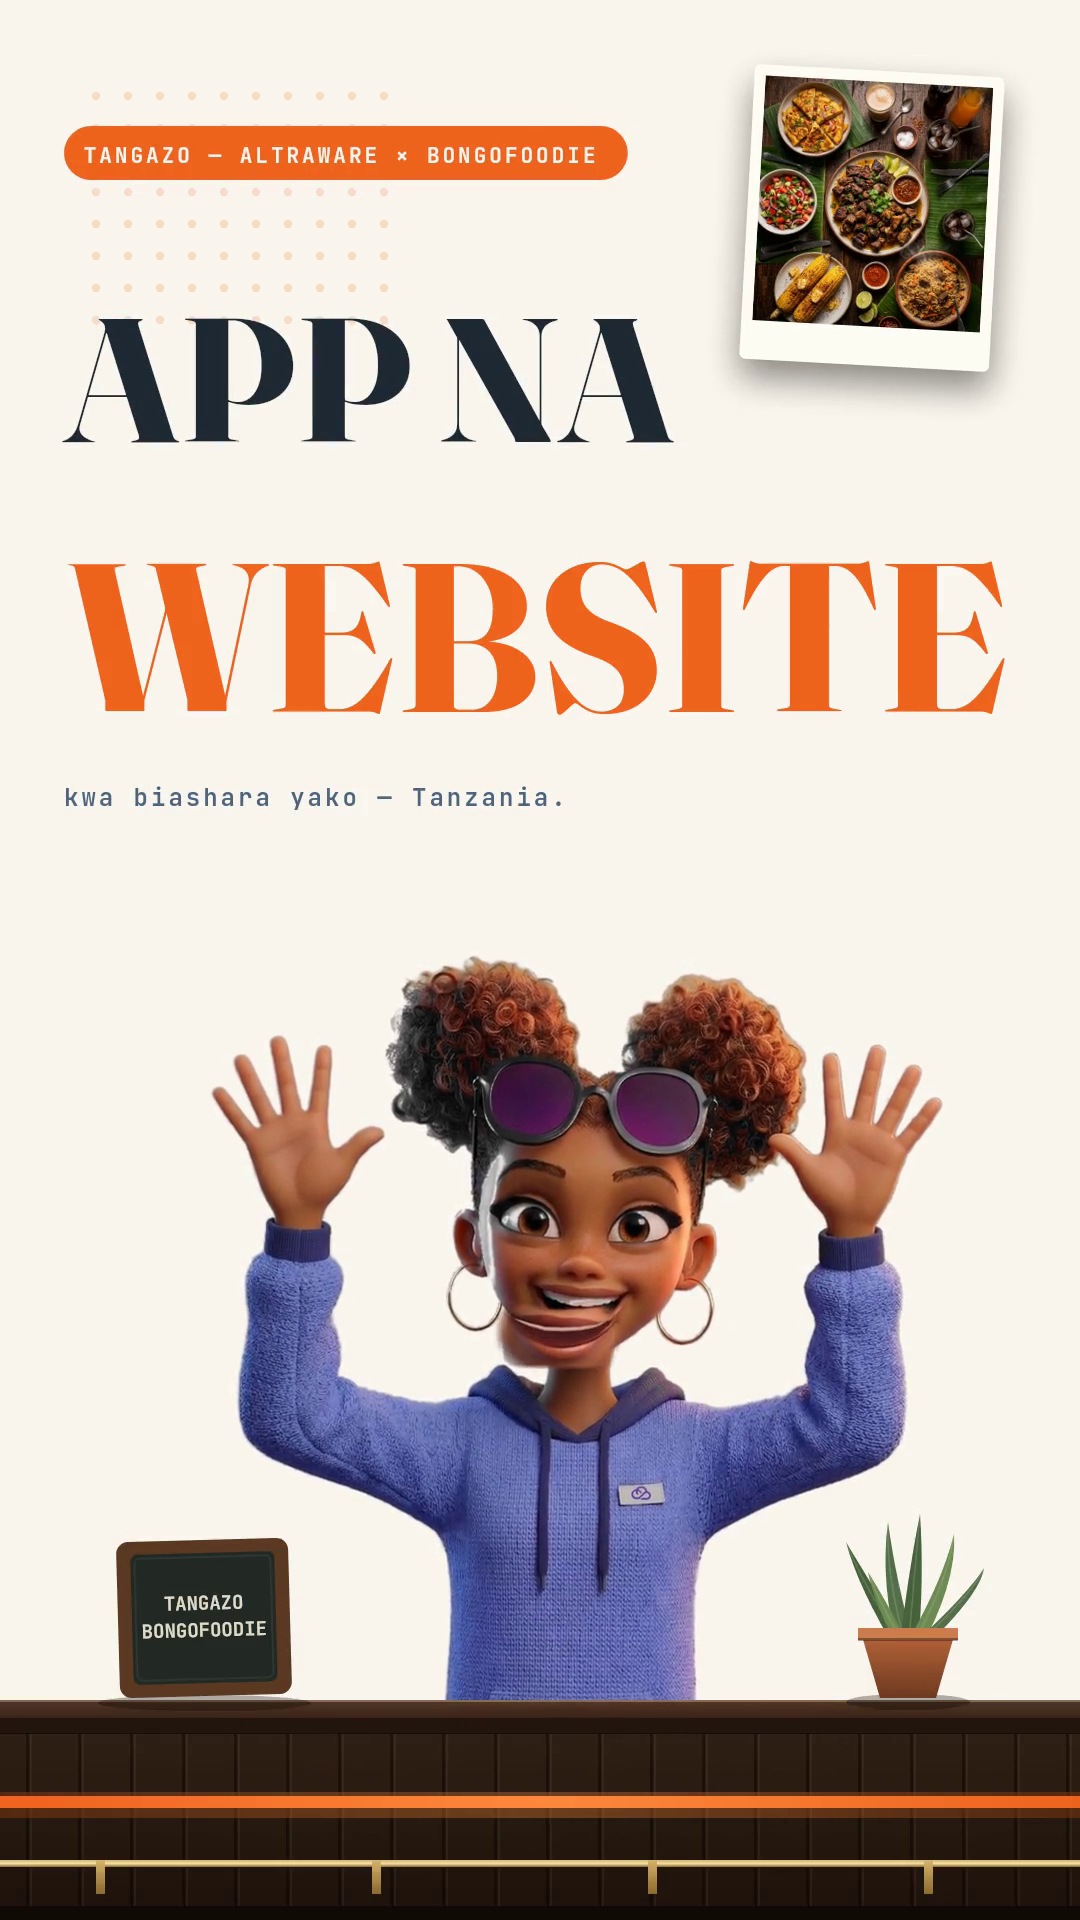 TANGAZO — ALTRAWARE × BONGOFOODIE
APP NA
WEBSITE
kwa biashara yako — Tanzania.
TANGAZO
BONGOFOODIE